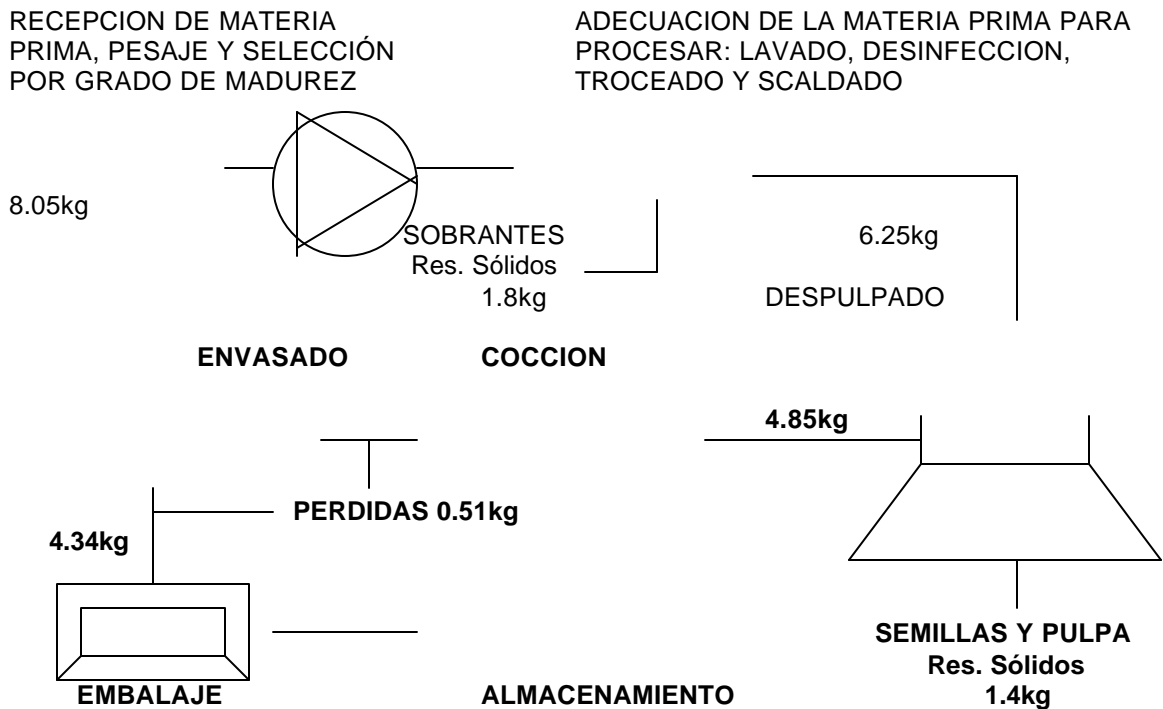 RECEPCION DE MATERIA
PRIMA, PESAJE Y SELECCIÓN
POR GRADO DE MADUREZ
ADECUACION DE LA MATERIA PRIMA PARA
PROCESAR: LAVADO, DESINFECCION,
TROCEADO Y SCALDADO
8.05kg
SOBRANTES
Res. Sólidos
1.8kg
6.25kg
DESPULPADO
ENVASADO
COCCION
4.85kg
PERDIDAS 0.51kg
4.34kg
SEMILLAS Y PULPA
Res. Sólidos
1.4kg
EMBALAJE
ALMACENAMIENTO